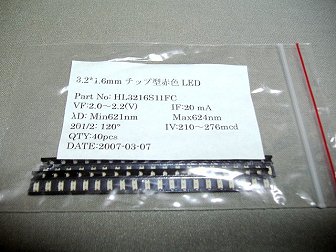 3.2*1.6mm チップ型赤色 LED
Part No: HL3216S11FC
VF:2.0~2.2(V) IF:20 mA
λD: Min621nm Max624nm
2θ1/2: 120° IV:210~276mcd
QTY:40pcs
DATE:2007-03-07